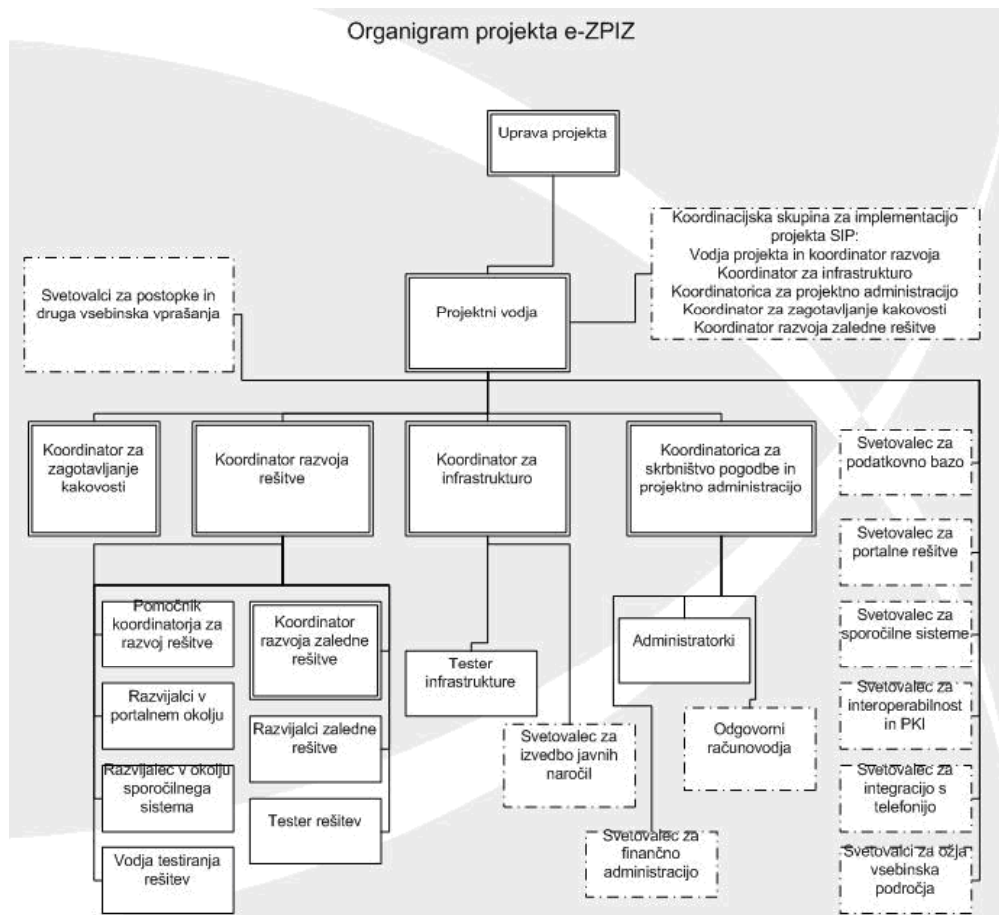 Organigram projekta e-ZPIZ
Uprava projekta
Koordinacijska skupina za implementacijo
projekta SIP:
Vodja projekta in koordinator razvoja
Koordinator za infrastrukturo
Koordinatorica za projektno administracijo
Koordinator za zagotavljanje kakovosti
Koordinator razvoja zaledne rešitve
Svetovalci za postopke in
druga vsebinska vprašanja
Projektni vodja
Koordinator za
zagotavljanje
kakovosti
Koordinator razvoja
rešitve
Koordinator za
infrastrukturo
Koordinatorica za
skrbništvo pogodbe in
projektno administracijo
Svetovalec za
podatkovno bazo
Svetovalec za
portalne rešitve
Svetovalec za
sporočilne sisteme
Svetovalec za
interoperabilnost
in PKI
Svetovalec za
integracijo s
telefonijo
Svetovalci za ožja
vsebinska
področja
Pomočnik
koordinatorja za
razvoj rešitve
Razvijalci v
portalnem okolju
Razvijalec v okolju
sporočilnega
sistema
Vodja testiranja
rešitev
Koordinator
razvoja zaledne
rešitve
Razvijalci zaledne
rešitve
Tester rešitev
Tester
infrastrukture
Svetovalec za
izvedbo javnih
naročil
Administratorki
Odgovorni
računovodja
Svetovalec za
finančno
administracijo